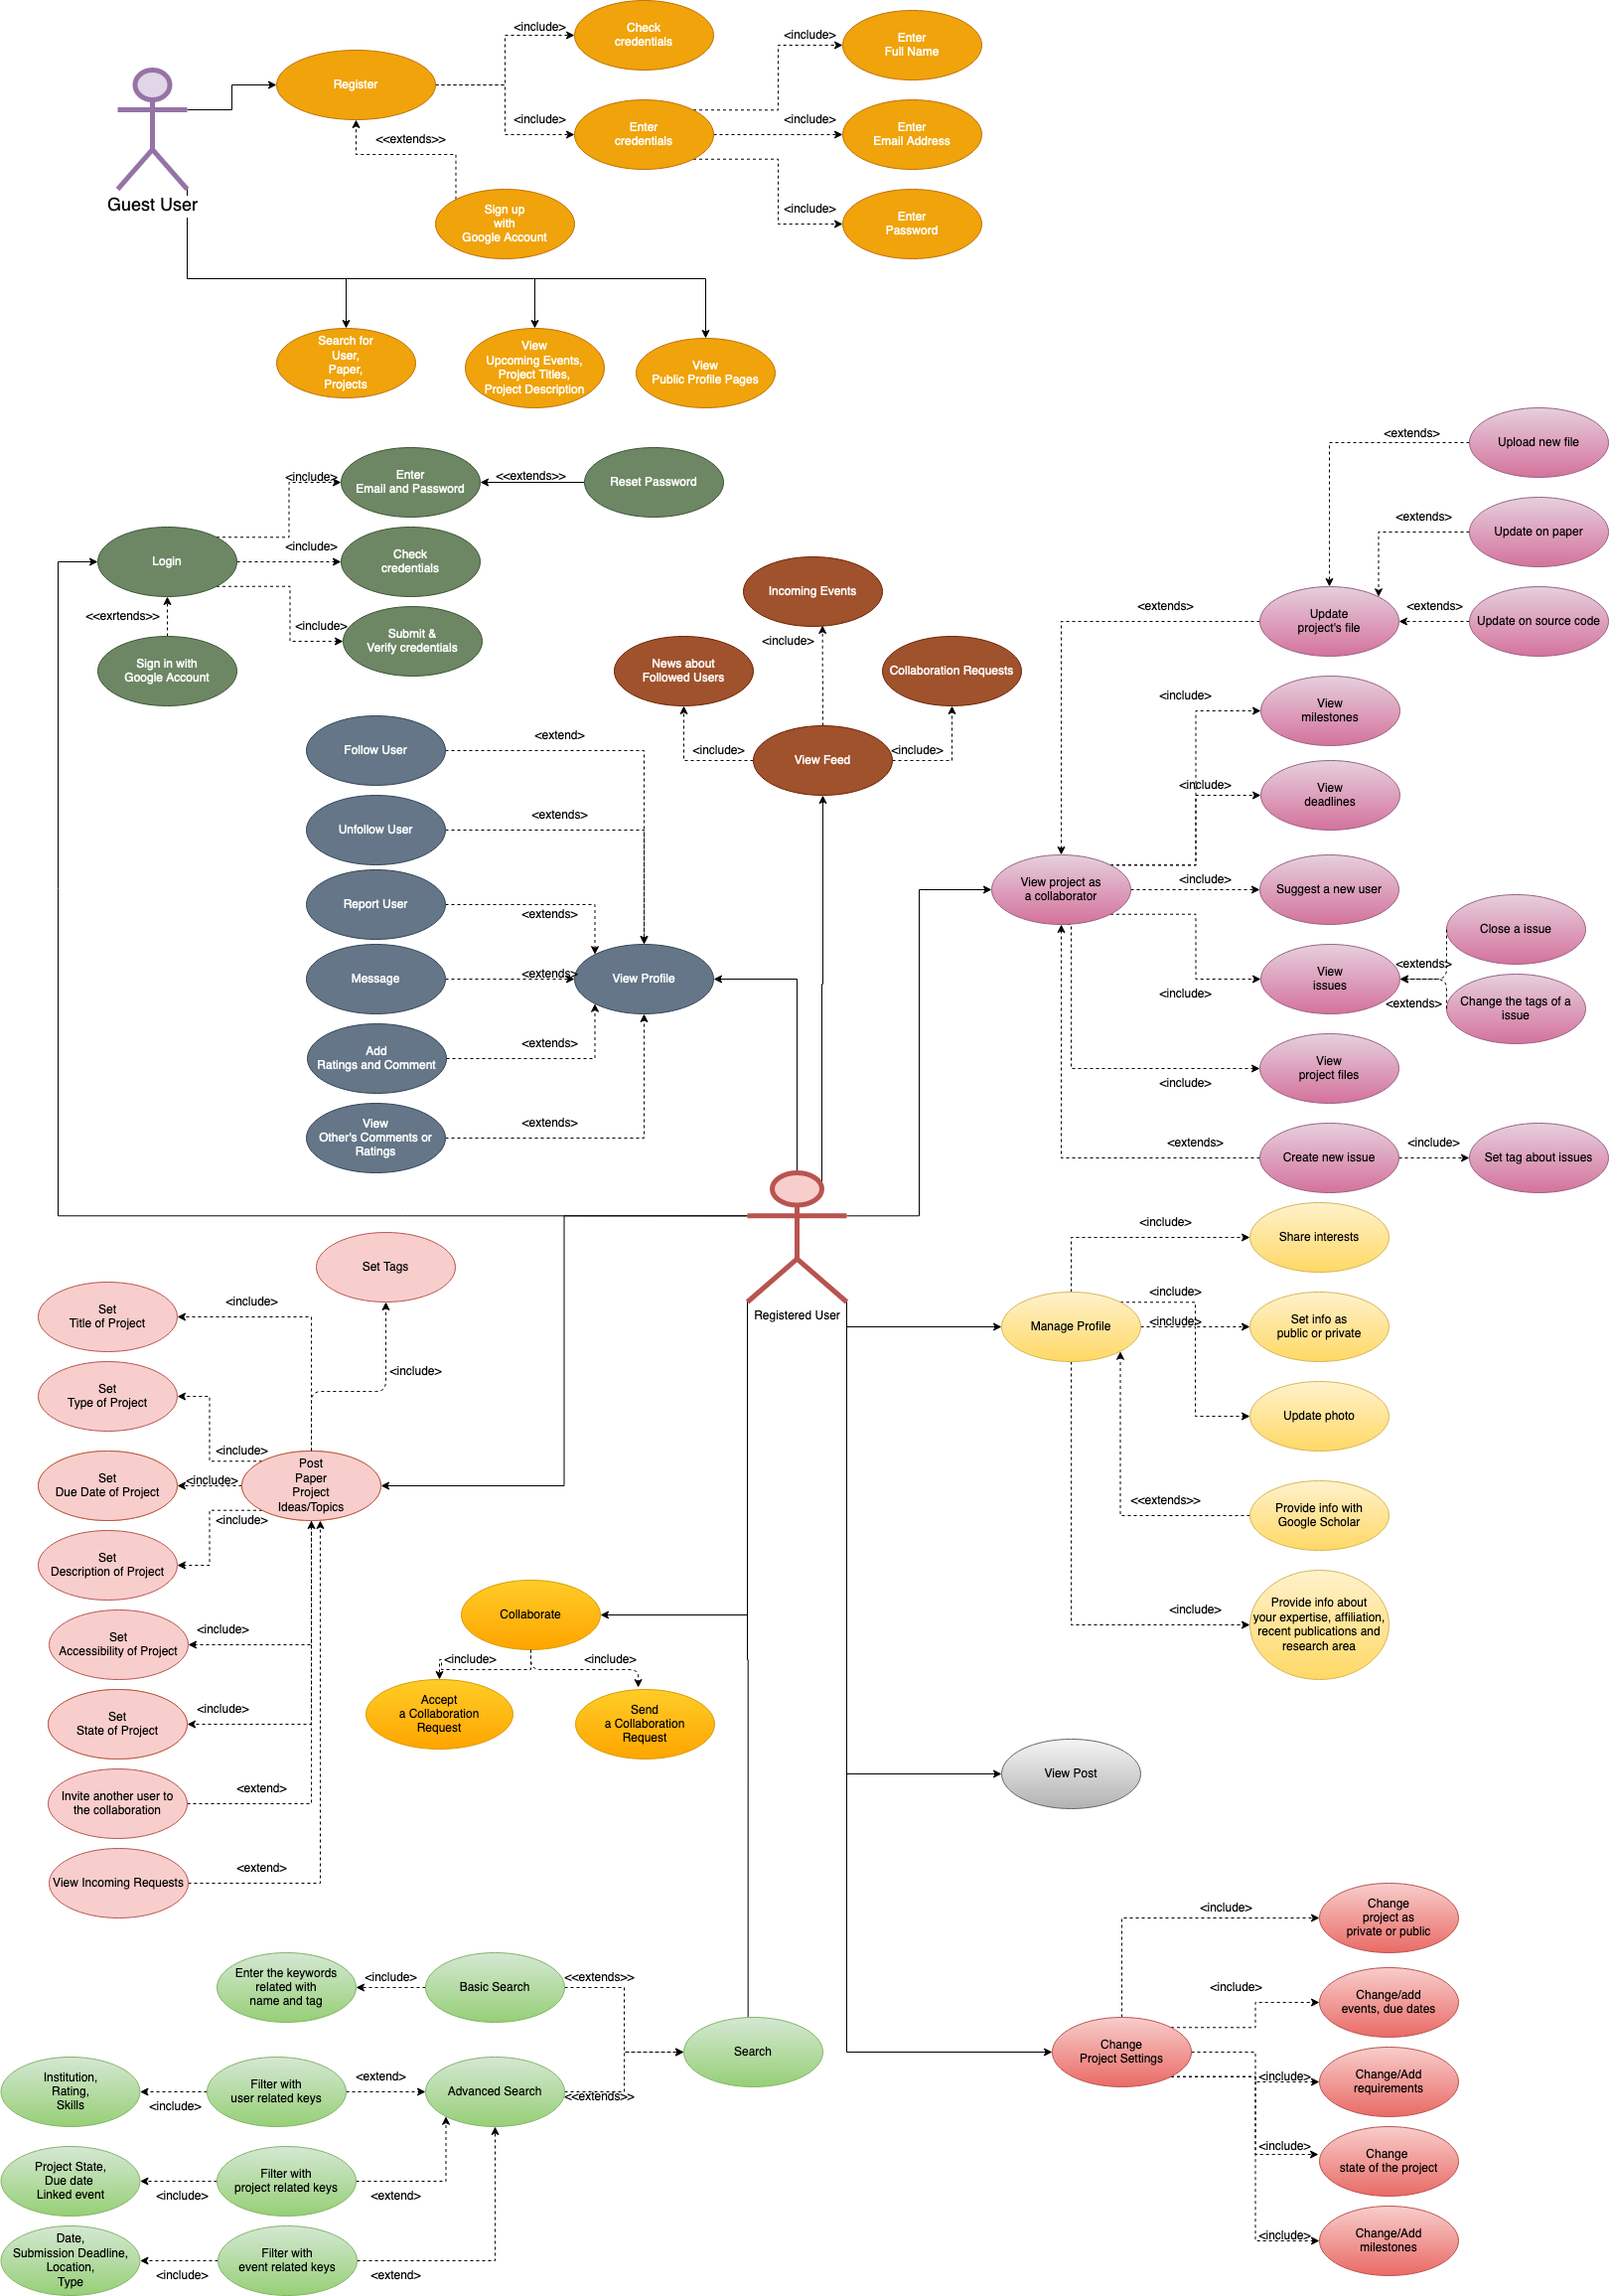 <include>
Check
credentials
<include>
Enter
Full Name
Register
<include>
Enter
credentials
<include>
Enter
Email Address
<<extends>>
Guest User
Sign up
with
Google Account
<include>
Enter
Password
Search for
User,
Paper,
Projects
View
Upcoming Events,
Project Titles,
Project Description
View
Public Profile Pages
<include>
Enter
Email and Password
<<extends>>
Reset Password
Login
<include>
Check
credentials
<<exrtends>>
<include>
Submit &
Verify credentials
Sign in with
Google Account
Incoming Events
<include>
News about
Followed Users
Collaboration Requests
<include>
View Feed
<include>
<extends>
Upload new file
<extends>
Update on paper
<extends>
Update
project's file
<extends>
Update on source code
<include>
View
milestones
<include>
View
deadlines
View project as
a collaborator
<include>
Suggest a new user
Close a issue
<extends>
View
issues
<include>
<extends>
Change the tags of a
issue
View
project files
<include>
<extends>
Create new issue
<include>
Set tag about issues
Follow User
<extend>
Unfollow User
<extends>
Report User
<extends>
Message
<extends>
View Profile
Add
Ratings and Comment
<extends>
View
Other's Comments or
Ratings
<extends>
Registered User
<include>
Share interests
<include>
Manage Profile
<include>
Set info as
public or private
Update photo
<<extends>>
Provide info with
Google Scholar
<include>
Provide info about
your expertise, affiliation,
recent publications and
research area
Set Tags
Set
Title of Project
<include>
<include>
Set
Type of Project
<include>
Post
Paper
Project
Ideas/Topics
Set
Due Date of Project
<include>
<include>
Set
Description of Project
Set
Accessibility of Project
<include>
Set
State of Project
<include>
Invite another user to
the collaboration
<extend>
View Incoming Requests
<extend>
Collaborate
<include>
<include>
Accept
a Collaboration
Request
Send
a Collaboration
Request
View Post
<include>
Change
project as
private or public
<include>
Change/add
events, due dates
Change
Project Settings
<include>
Change/Add
requirements
<include>
Change
state of the project
<include>
Change/Add
milestones
Enter the keywords
related with
name and tag
<include>
Basic Search
<<extends>>
Search
Institution,
Rating,
Skills
<include>
Filter with
user related keys
<extend>
Advanced Search
<<extends>>
Project State,
Due date
Linked event
<include>
Filter with
project related keys
<extend>
Date,
Submission Deadline,
Location,
Type
<include>
Filter with
event related keys
<extend>